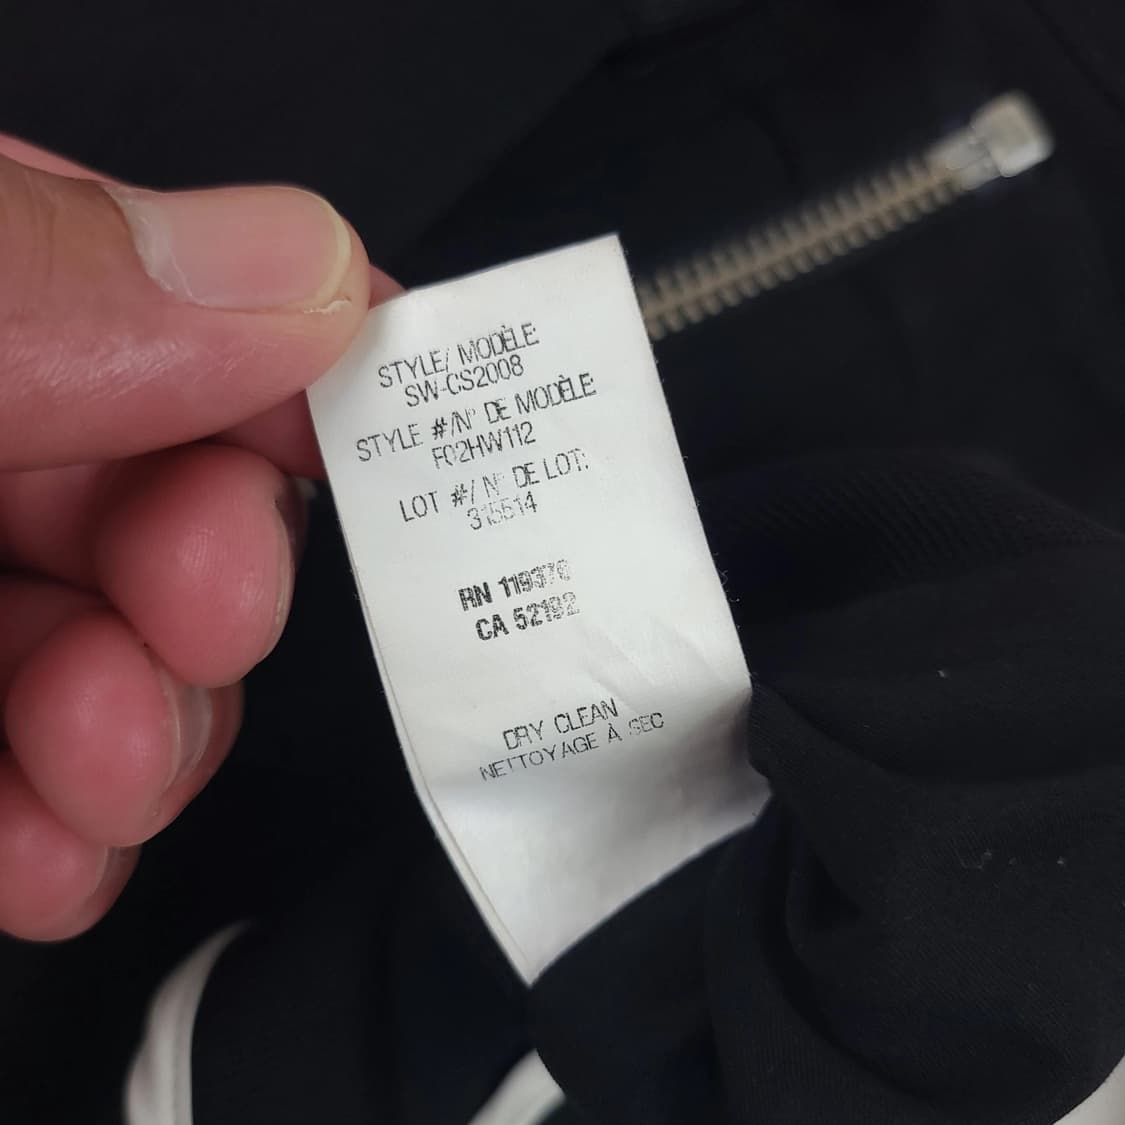 STYLE/ MODÈLE:
SW-CS2008
STYLE #/Nº DE MODÈLE:
F02HW112
LOT #/ Nº DE LOT:
315514
RN 119376
CA 52192
DRY CLEAN
NETTOYAGE À SEC